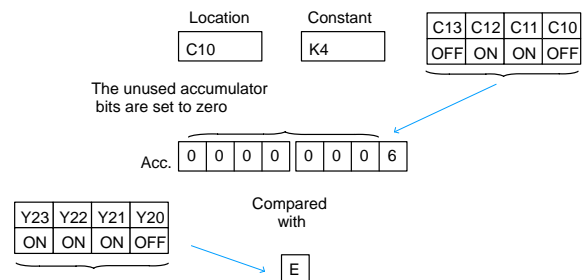 Location Constant
C10 K4
C13 C12 C11 C10
OFF ON ON OFF
The unused accumulator
bits are set to zero
Acc. 0 0 0 0 0 0 0 6
Compared
with
Y23 Y22 Y21 Y20
ON ON ON OFF
E